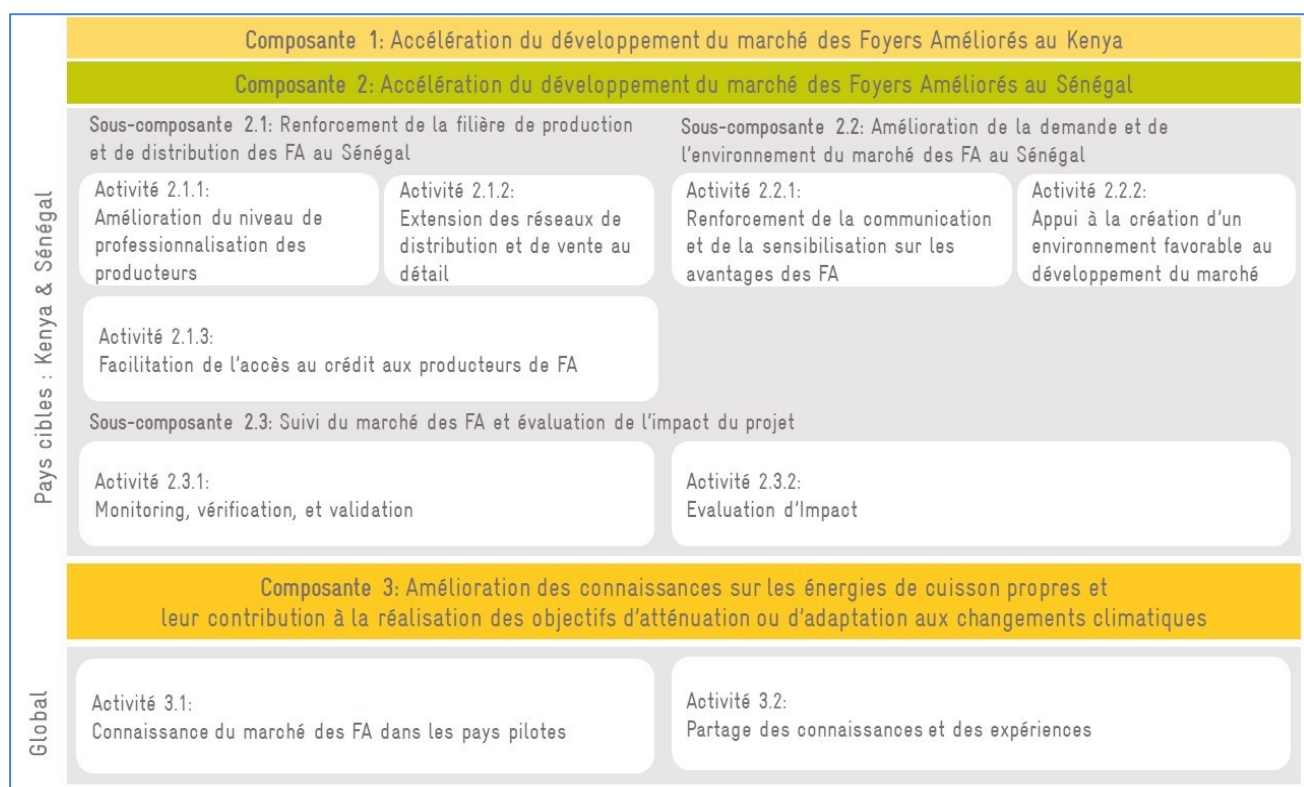 Composante 1: Accélération du développement du marché des Foyers Améliorés au Kenya
Composante 2: Accélération du développement du marché des Foyers Améliorés au Sénégal
Pays cibles : Kenya & Sénégal
Sous-composante 2.1: Renforcement de la filière de production
et de distribution des FA au Sénégal
Activité 2.1.1:
Amélioration du niveau de
professionnalisation des
producteurs
Activité 2.1.2:
Extension des réseaux de
distribution et de vente au
détail
Activité 2.1.3:
Facilitation de l'accès au crédit aux producteurs de FA
Sous-composante 2.2: Amélioration de la demande et de
l'environnement du marché des FA au Sénégal
Activité 2.2.1:
Renforcement de la communication
et de la sensibilisation sur les
avantages des FA
Activité 2.2.2:
Appui à la création d'un
environnement favorable au
développement du marché
Sous-composante 2.3: Suivi du marché des FA et évaluation de l'impact du projet
Activité 2.3.1:
Monitoring, vérification, et validation
Activité 2.3.2:
Evaluation d'Impact
Composante 3: Amélioration des connaissances sur les énergies de cuisson propres et
leur contribution à la réalisation des objectifs d'atténuation ou d'adaptation aux changements climatiques
Global
Activité 3.1:
Connaissance du marché des FA dans les pays pilotes
Activité 3.2:
Partage des connaissances et des expériences